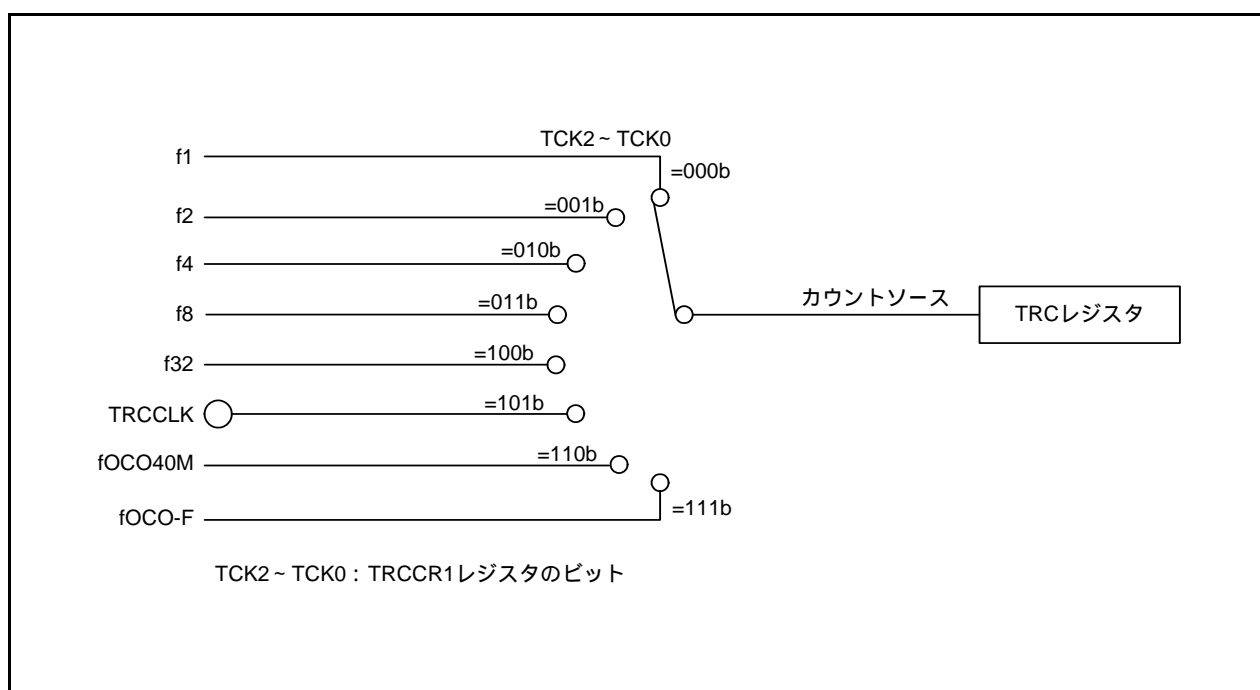 TCK2～TCK0
f1
=000b
f2
=001b
f4
=010b
f8
=011b
カウントソース
TRCレジスタ
f32
=100b
TRCCLK
=101b
fOCO40M
=110b
fOCO-F
=111b
TCK2～TCK0：TRCCR1レジスタのビット